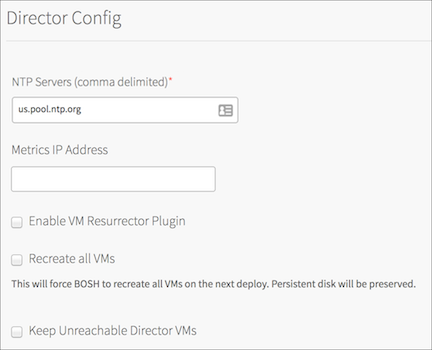 Director Config
NTP Servers (comma delimited)*
us.pool.ntp.org
Metrics IP Address
Enable VM Resurrector Plugin
Recreate all VMs
This will force BOSH to recreate all VMs on the next deploy. Persistent disk will be preserved.
Keep Unreachable Director VMs